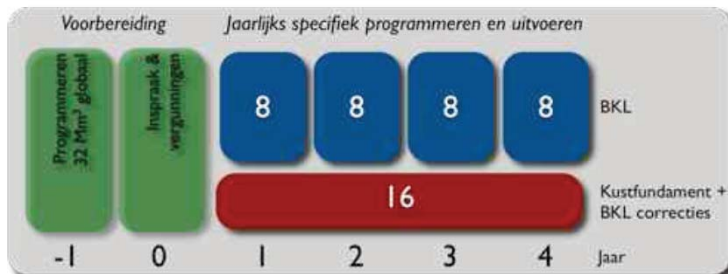 Voorbereiding
Jaarlijks specifiek programmeren en uitvoeren
Programmeren
32 Mm³ globaal
Inspraak &
vergunningen
8 8 8 8
BKL
16
Kustfundament +
BKL correcties
-1 0 1 2 3 4 Jaar